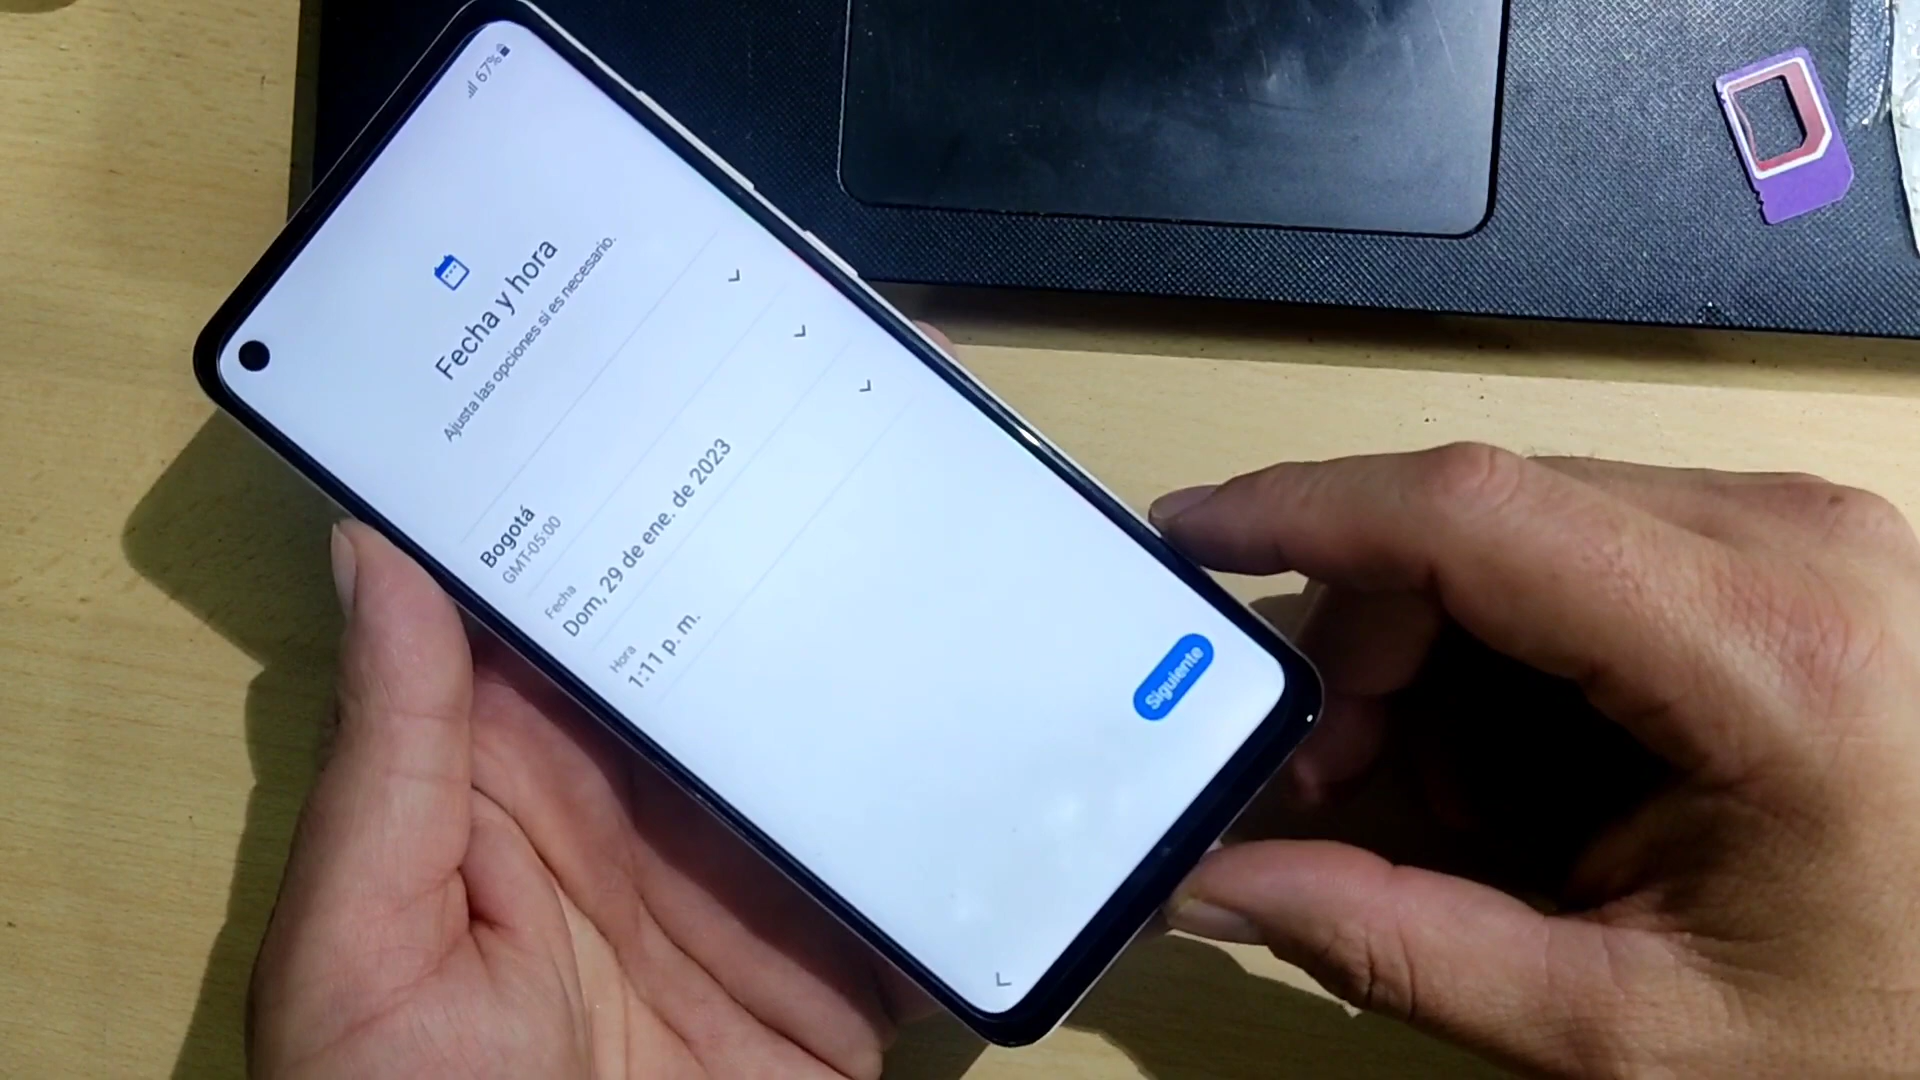 67%
Fecha y hora
Ajusta las opciones si es necesario.
Bogotá
GMT-05:00
Fecha
Dom, 29 de ene. de 2023
Hora
1:11 p. m.
Siguiente